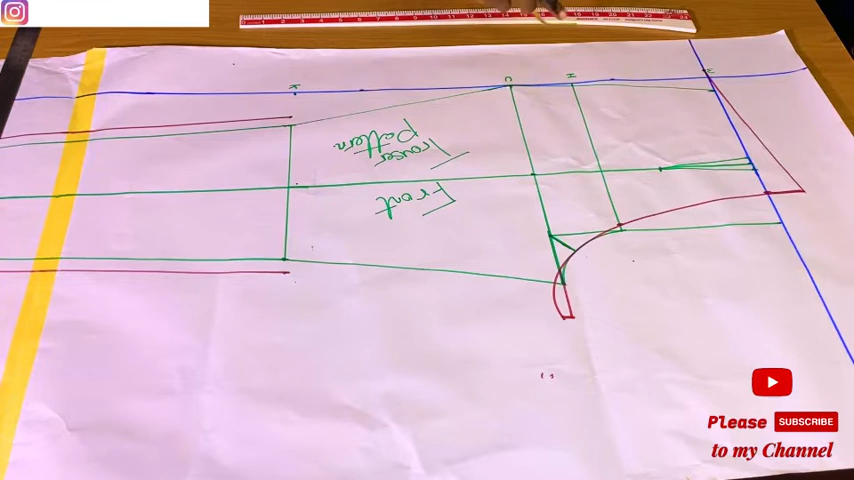 Front
Trouser
Pattern
K
H
Please SUBSCRIBE
to my Channel